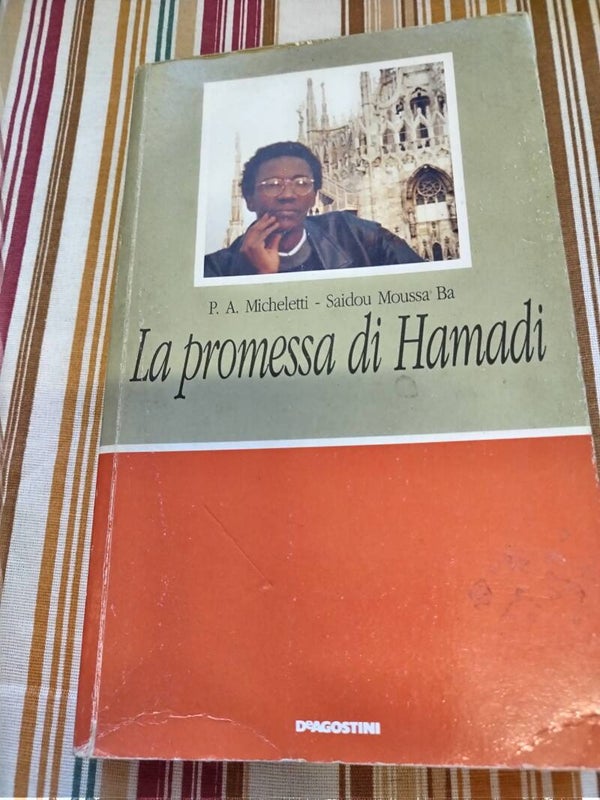 P. A. Micheletti - Saidou Moussa Ba
La promessa di Hamadi
DeAGOSTINI